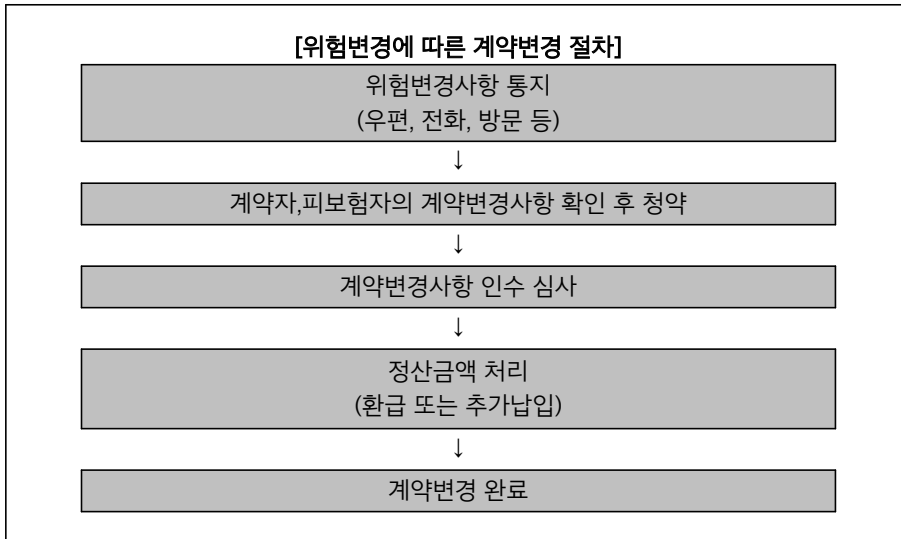 [위험변경에 따른 계약변경 절차]
위험변경사항 통지
(우편, 전화, 방문 등)
↓
계약자,피보험자의 계약변경사항 확인 후 청약
↓
계약변경사항 인수 심사
↓
정산금액 처리
(환급 또는 추가납입)
↓
계약변경 완료